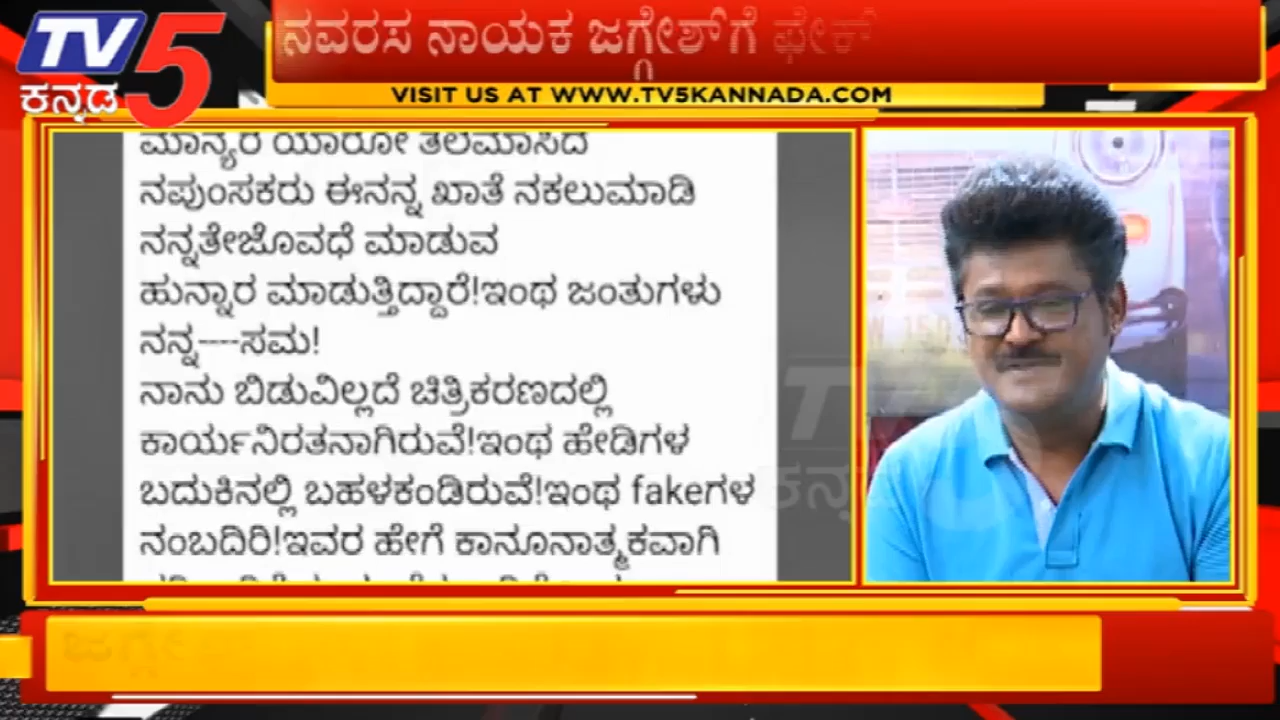 TV5
ಕನ್ನಡ
ನವರಸ ನಾಯಕ ಜಗ್ಗೇಶ್‌ಗೆ ಫೇಕ್
VISIT US AT WWW.TV5KANNADA.COM
ಮಾನ್ಯರೆ ಯಾರೋ ತಲೆಮಾಸಿದ
ನಪುಂಸಕರು ಈನನ್ನ ಖಾತೆ ನಕಲುಮಾಡಿ
ನನ್ನತೇಜೊವಧೆ ಮಾಡುವ
ಹುನ್ನಾರ ಮಾಡುತ್ತಿದ್ದಾರೆ!ಇಂಥ ಜಂತುಗಳು
ನನ್ನ----ಸಮ!
ನಾನು ಬಿಡುವಿಲ್ಲದೆ ಚಿತ್ರಿಕರಣದಲ್ಲಿ
ಕಾರ್ಯನಿರತನಾಗಿರುವೆ!ಇಂಥ ಹೇಡಿಗಳ
ಬದುಕಿನಲ್ಲಿ ಬಹಳಕಂಡಿರುವೆ!ಇಂಥ fakeಗಳ
ನಂಬದಿರಿ!ಇವರ ಹೇಗೆ ಕಾನೂನಾತ್ಮಕವಾಗಿ